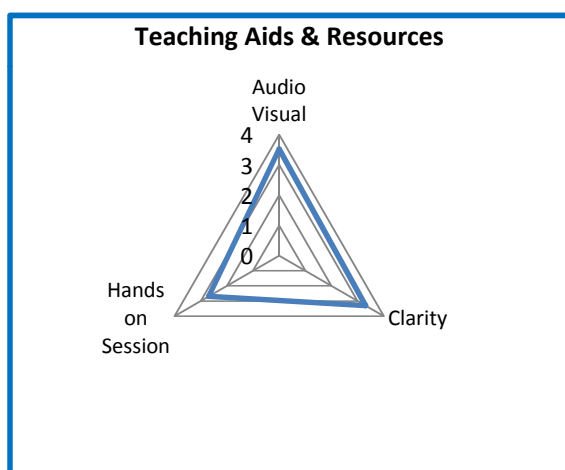 Teaching Aids & Resources
Audio
Visual
4
3
2
1
0
Hands
on
Session
Clarity